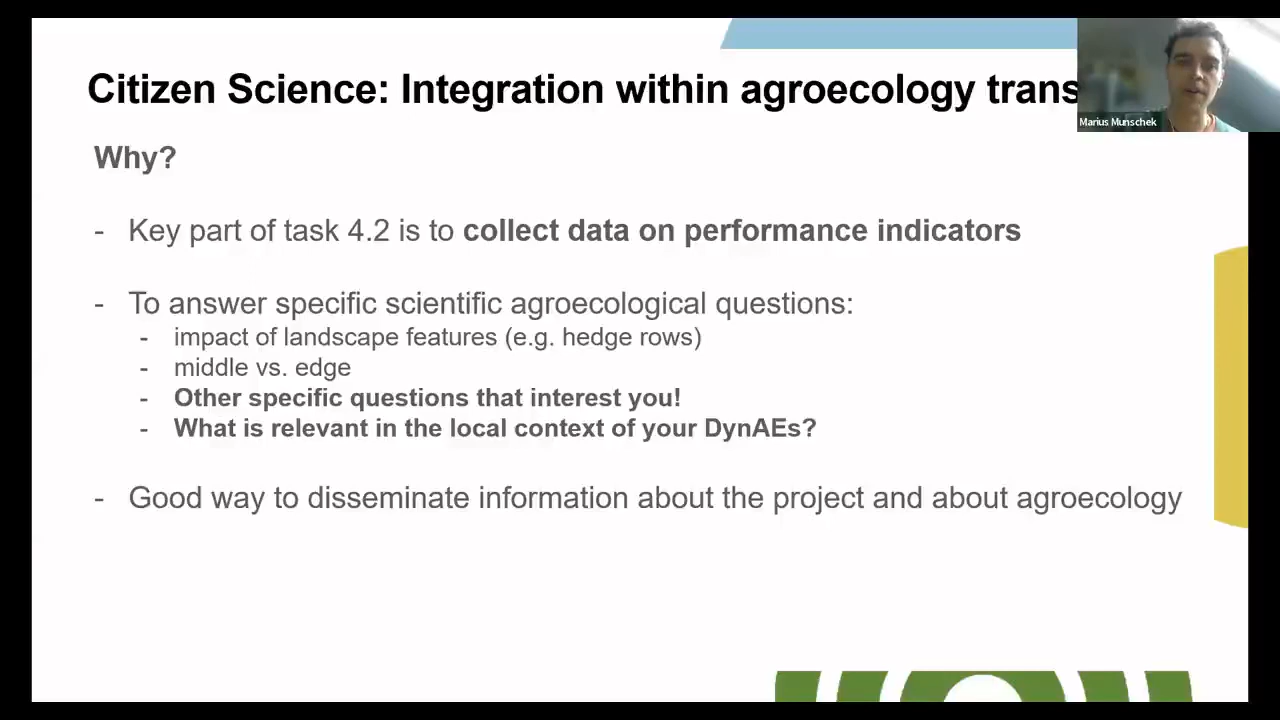 Citizen Science: Integration within agroecology trans
Marius Munschek
Why?
- Key part of task 4.2 is to collect data on performance indicators
- To answer specific scientific agroecological questions:
- impact of landscape features (e.g. hedge rows)
- middle vs. edge
- Other specific questions that interest you!
- What is relevant in the local context of your DynAEs?
- Good way to disseminate information about the project and about agroecology